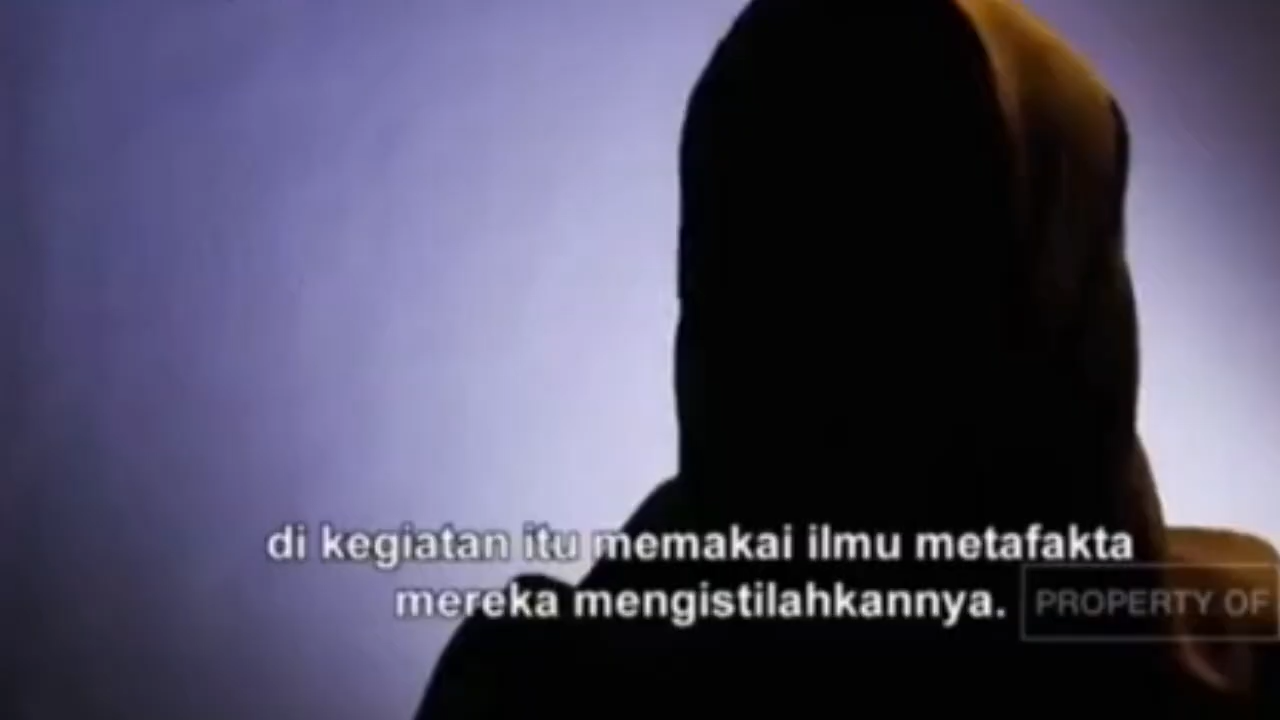 di kegiatan itu memakai ilmu metafakta
mereka mengistilahkannya.
PROPERTY OF